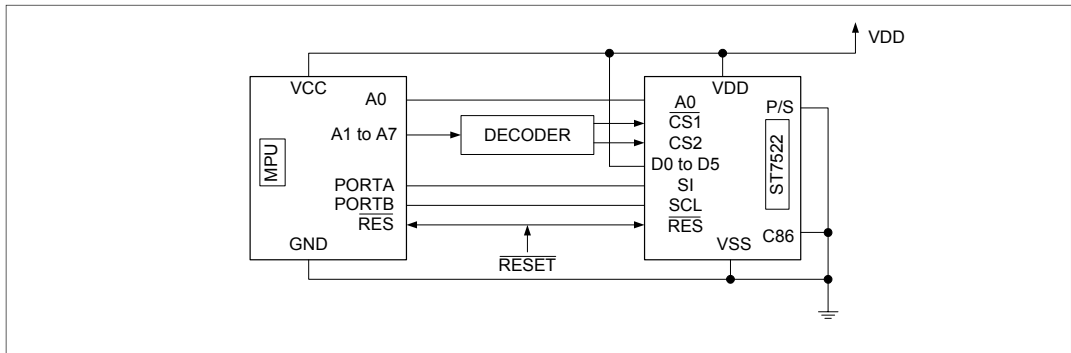 VDD
VCC
VDD
A0
A0
P/S
CS1
A1 to A7
DECODER
CS2
MPU
D0 to D5
ST7522
PORTA
SI
PORTB
SCL
RES
RES
C86
GND
VSS
RESET